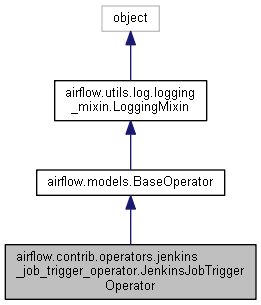 object
airflow.utils.log.logging
_mixin.LoggingMixin
airflow.models.BaseOperator
airflow.contrib.operators.jenkins
_job_trigger_operator.JenkinsJobTrigger
Operator